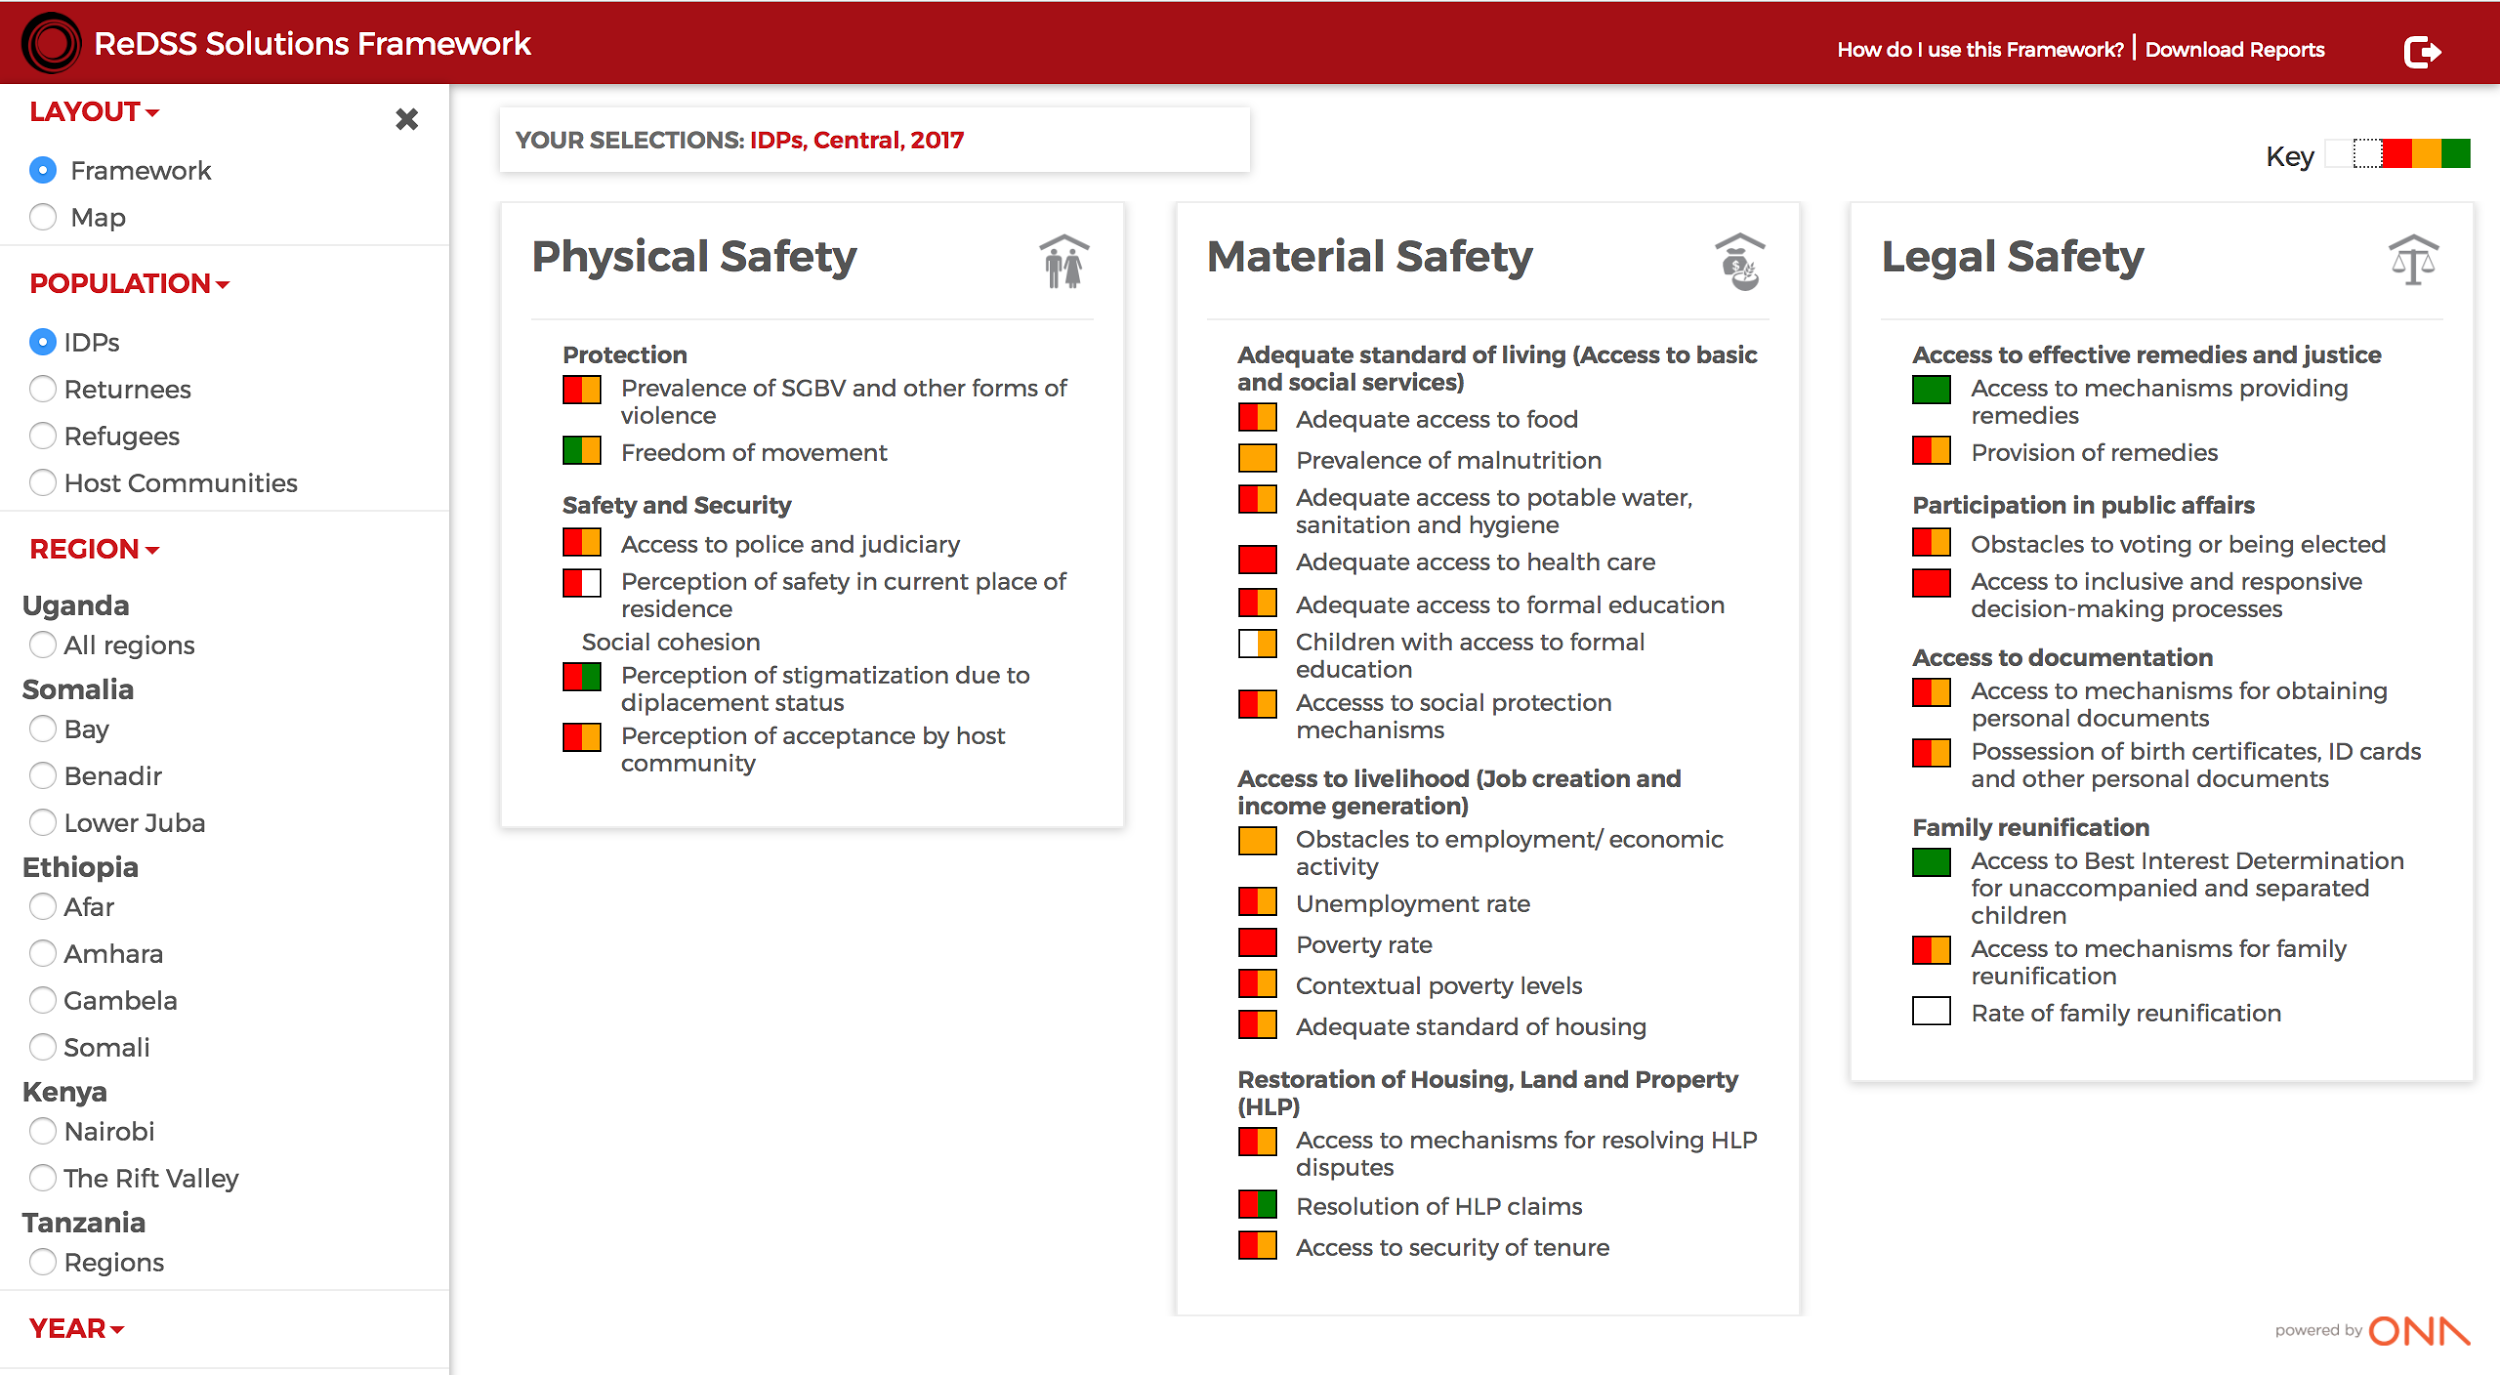 ReDSS Solutions Framework
How do I use this Framework? | Download Reports
LAYOUT
Framework
Map
POPULATION
IDPs
Returnees
Refugees
Host Communities
REGION
Uganda
All regions
Somalia
Bay
Benadir
Lower Juba
Ethiopia
Afar
Amhara
Gambela
Somali
Kenya
Nairobi
The Rift Valley
Tanzania
Regions
YEAR
YOUR SELECTIONS: IDPs, Central, 2017
Key
Physical Safety
Protection
Prevalence of SGBV and other forms of
violence
Freedom of movement
Safety and Security
Access to police and judiciary
Perception of safety in current place of
residence
Social cohesion
Perception of stigmatization due to
diplacement status
Perception of acceptance by host
community
Material Safety
Adequate standard of living (Access to basic
and social services)
Adequate access to food
Prevalence of malnutrition
Adequate access to potable water,
sanitation and hygiene
Adequate access to health care
Adequate access to formal education
Children with access to formal
education
Accesss to social protection
mechanisms
Access to livelihood (Job creation and
income generation)
Obstacles to employment/ economic
activity
Unemployment rate
Poverty rate
Contextual poverty levels
Adequate standard of housing
Restoration of Housing, Land and Property
(HLP)
Access to mechanisms for resolving HLP
disputes
Resolution of HLP claims
Access to security of tenure
Legal Safety
Access to effective remedies and justice
Access to mechanisms providing
remedies
Provision of remedies
Participation in public affairs
Obstacles to voting or being elected
Access to inclusive and responsive
decision-making processes
Access to documentation
Access to mechanisms for obtaining
personal documents
Possession of birth certificates, ID cards
and other personal documents
Family reunification
Access to Best Interest Determination
for unaccompanied and separated
children
Access to mechanisms for family
reunification
Rate of family reunification
powered by ONA